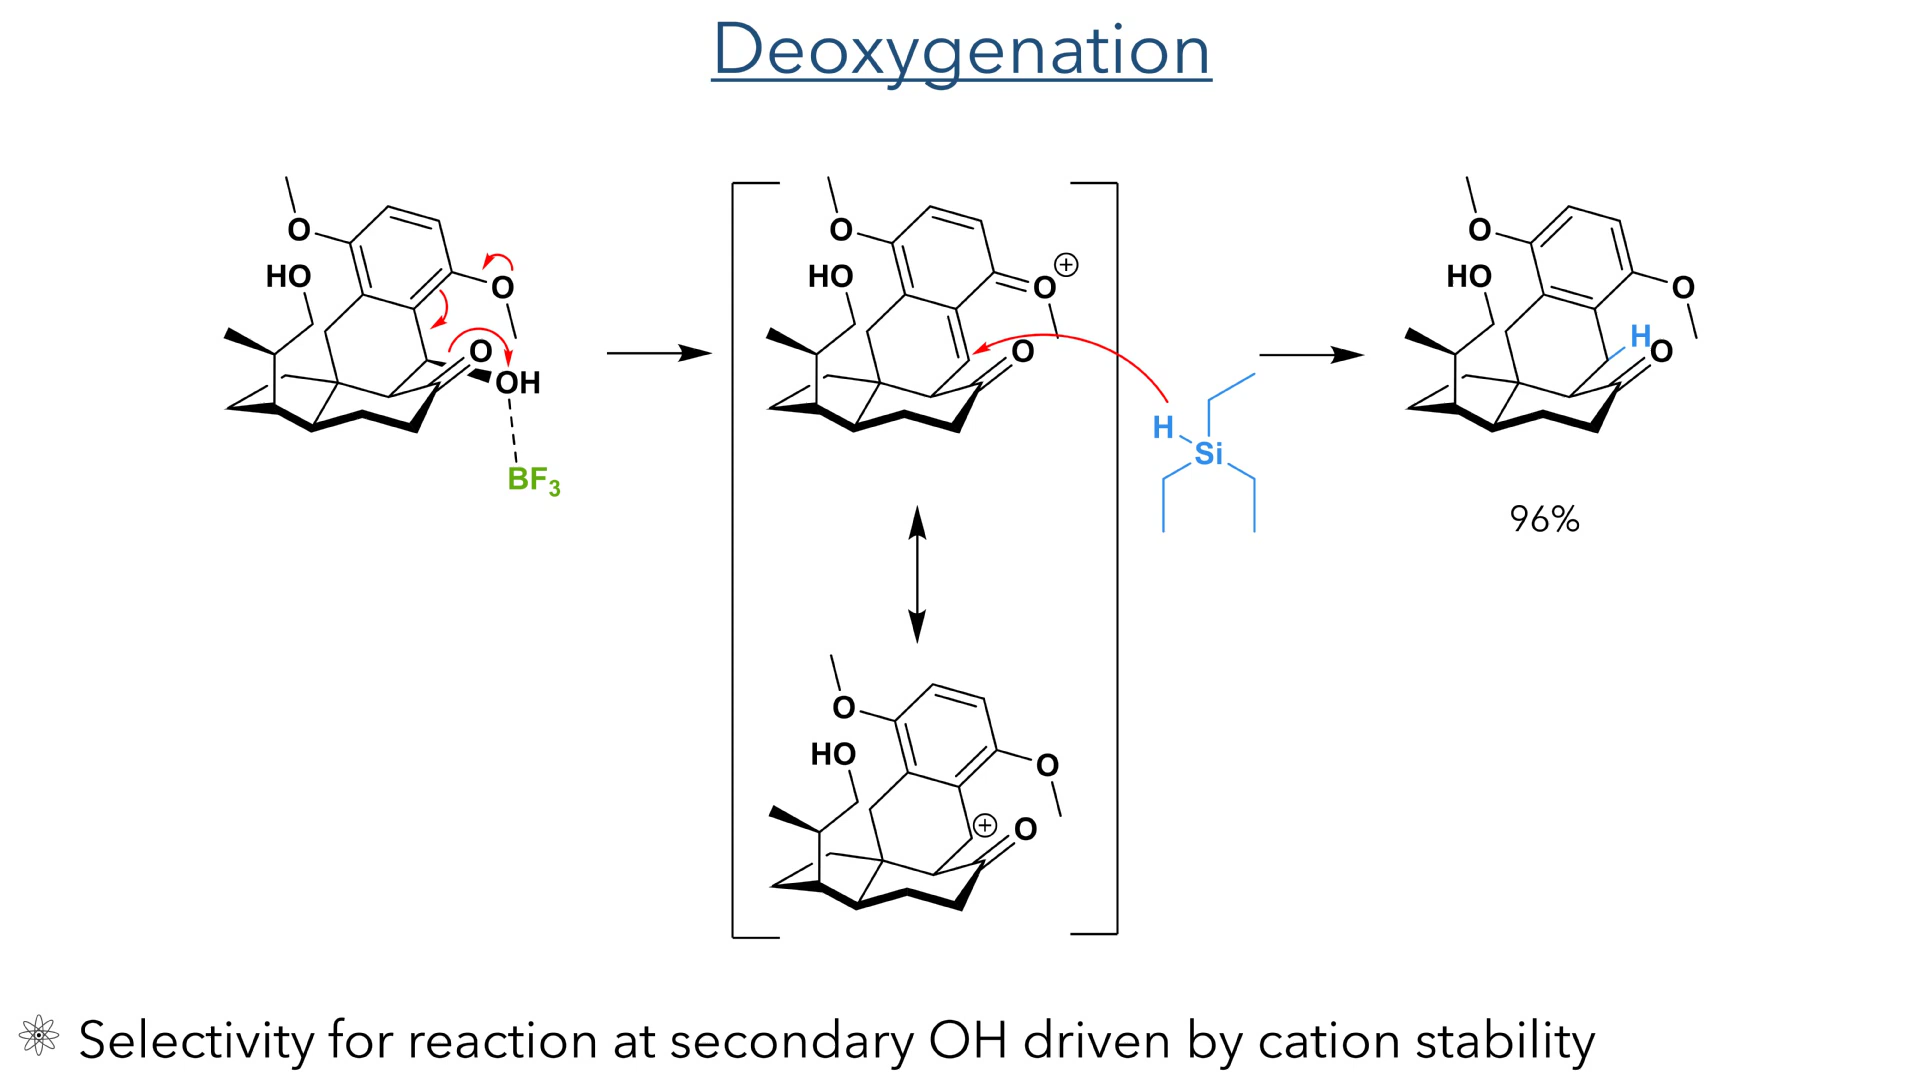 Deoxygenation
O
HO
O
O
OH
BF3
O
HO
O
⊕
O
H
Si
O
HO
O
H
O
96%
O
HO
O
⊕
O
Selectivity for reaction at secondary OH driven by cation stability